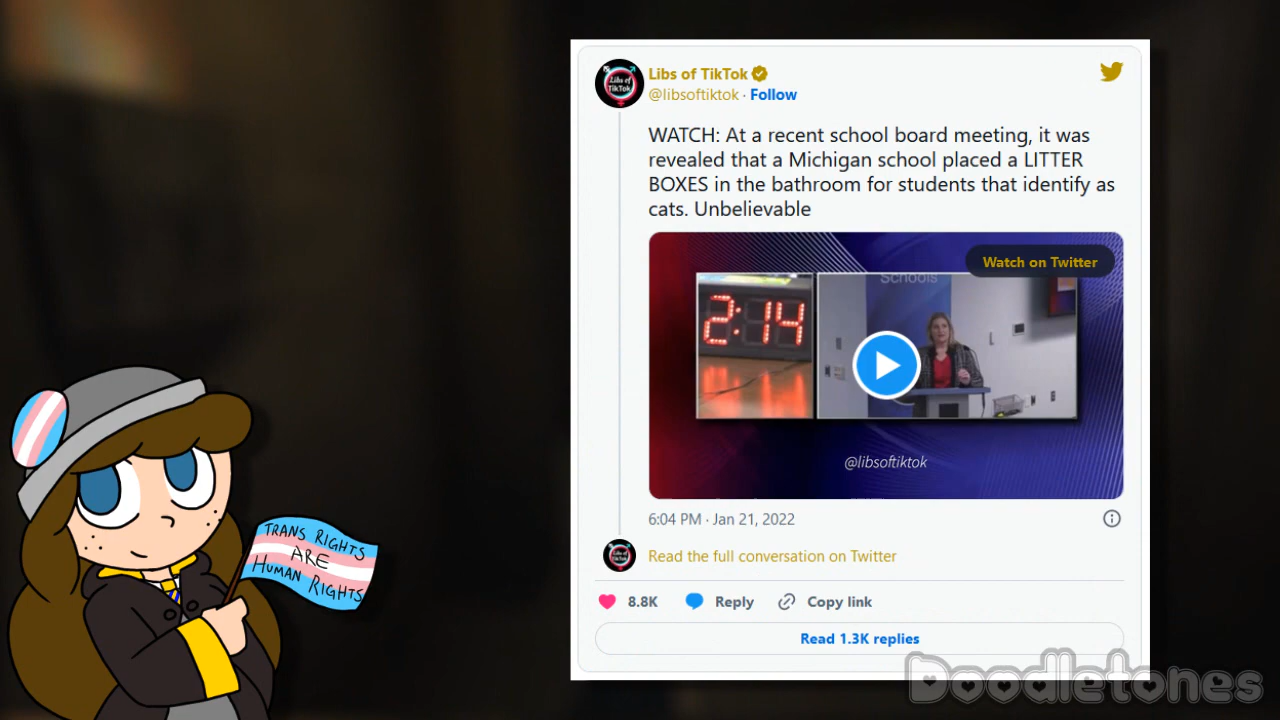 Libs of TikTok
@libsoftiktok · Follow
WATCH: At a recent school board meeting, it was
revealed that a Michigan school placed a LITTER
BOXES in the bathroom for students that identify as
cats. Unbelievable
Watch on Twitter
Schools
2:14
@libsoftiktok
6:04 PM · Jan 21, 2022
Read the full conversation on Twitter
8.8K Reply Copy link
Read 1.3K replies
TRANS RIGHTS
ARE
HUMAN RIGHTS
Doodletones
Libs of
TikTok